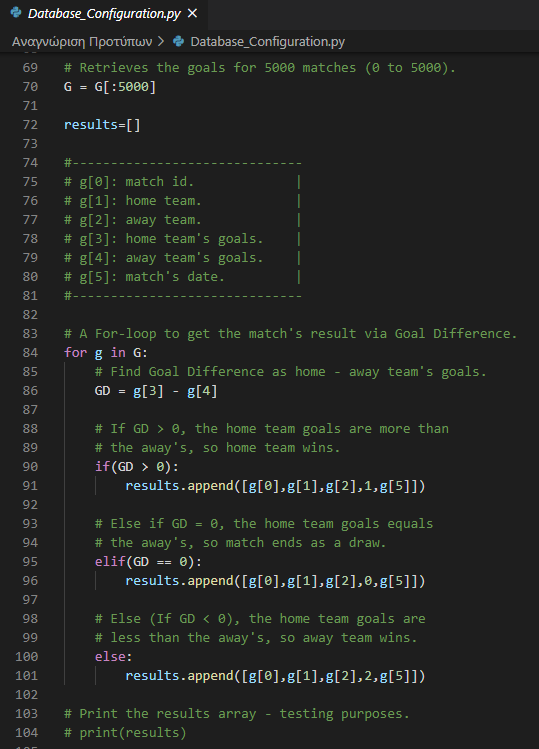 Database_Configuration.py ×
Αναγνώριση Προτύπων > Database_Configuration.py
69 # Retrieves the goals for 5000 matches (0 to 5000).
70 G = G[:5000]
71
72 results=[]
73
74 #------------------------------
75 # g[0]: match id. |
76 # g[1]: home team. |
77 # g[2]: away team. |
78 # g[3]: home team's goals. |
79 # g[4]: away team's goals. |
80 # g[5]: match's date. |
81 #------------------------------
82
83 # A For-loop to get the match's result via Goal Difference.
84 for g in G:
85 # Find Goal Difference as home - away team's goals.
86 GD = g[3] - g[4]
87
88 # If GD > 0, the home team goals are more than
89 # the away's, so home team wins.
90 if(GD > 0):
91 results.append([g[0],g[1],g[2],1,g[5]])
92
93 # Else if GD = 0, the home team goals equals
94 # the away's, so match ends as a draw.
95 elif(GD == 0):
96 results.append([g[0],g[1],g[2],0,g[5]])
97
98 # Else (If GD < 0), the home team goals are
99 # less than the away's, so away team wins.
100 else:
101 results.append([g[0],g[1],g[2],2,g[5]])
102
103 # Print the results array - testing purposes.
104 # print(results)